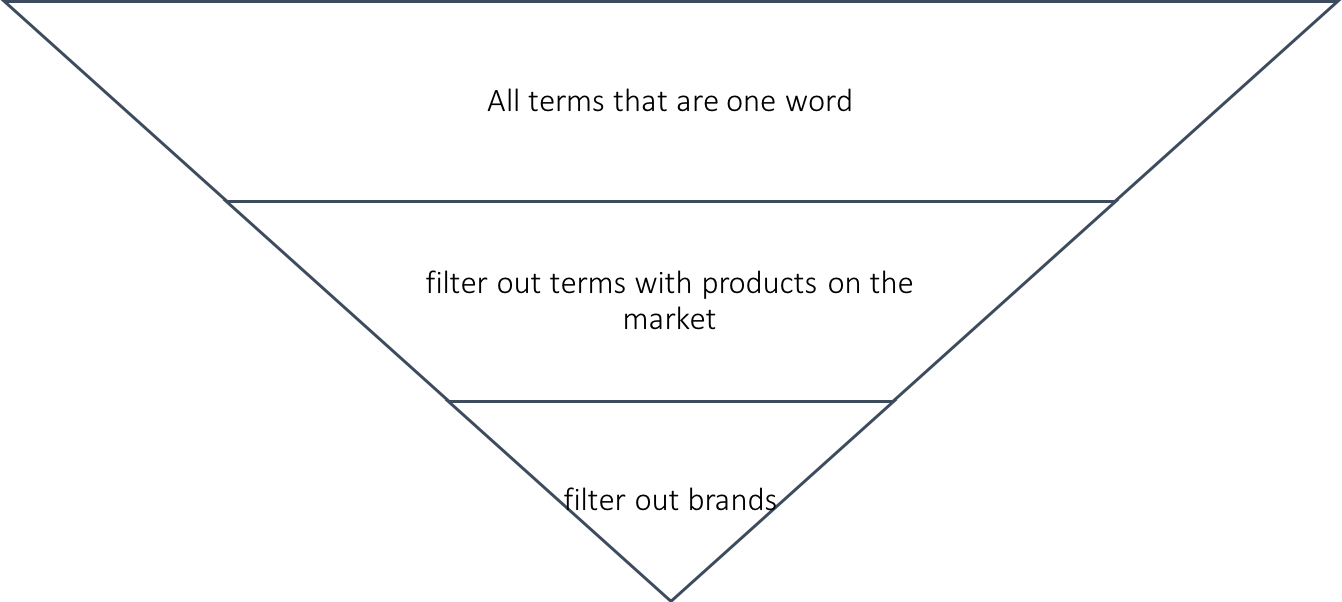 All terms that are one word
filter out terms with products on the
market
filter out brands